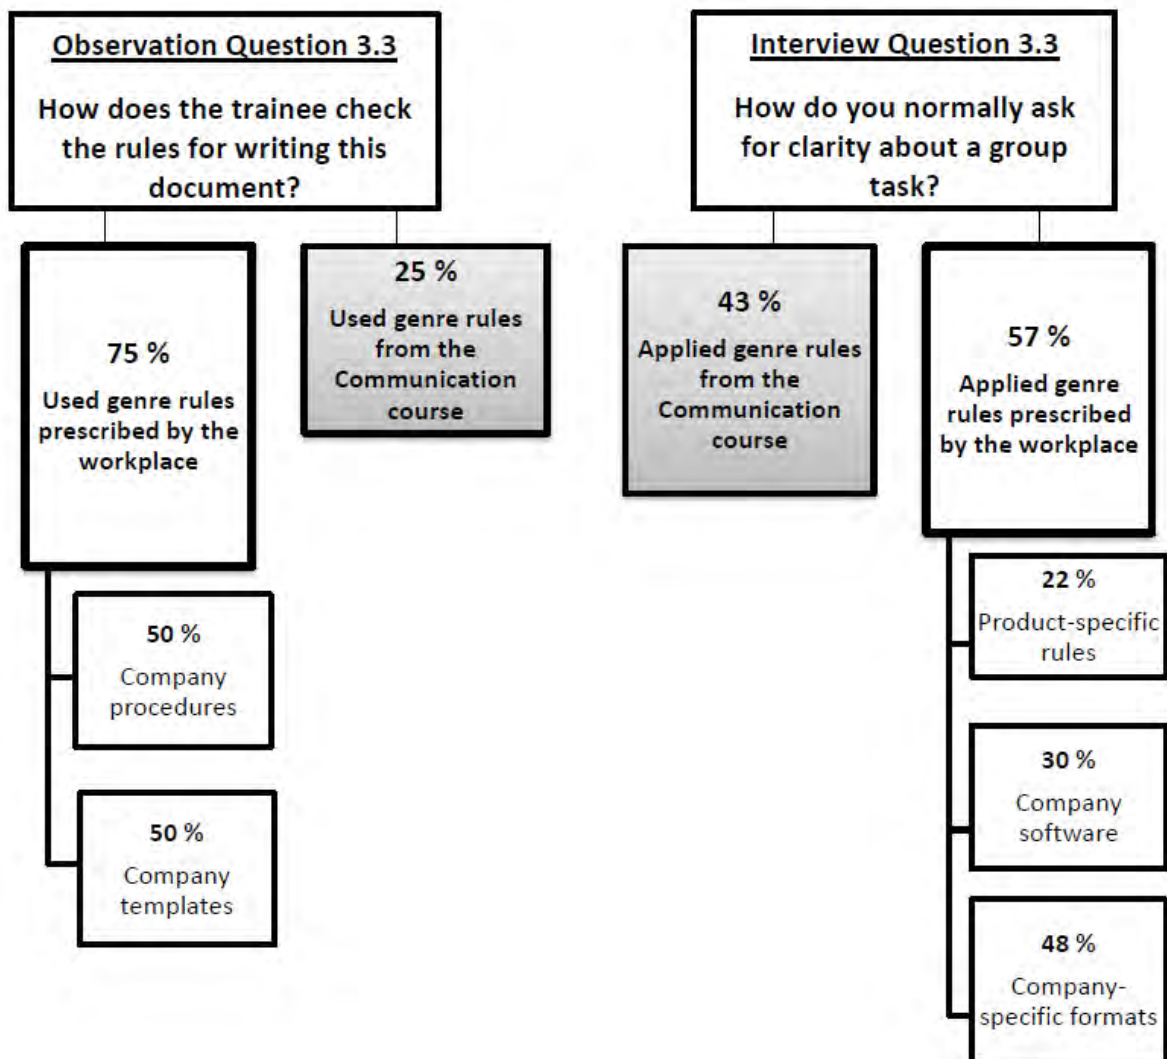 Observation Question 3.3
How does the trainee check
the rules for writing this
document?
Interview Question 3.3
How do you normally ask
for clarity about a group
task?
75 %
Used genre rules
prescribed by the
workplace
25 %
Used genre rules
from the
Communication
course
43 %
Applied genre rules
from the
Communication
course
57 %
Applied genre
rules prescribed
by the workplace
50 %
Company
procedures
50 %
Company
templates
22 %
Product-specific
rules
30 %
Company
software
48 %
Company-
specific formats